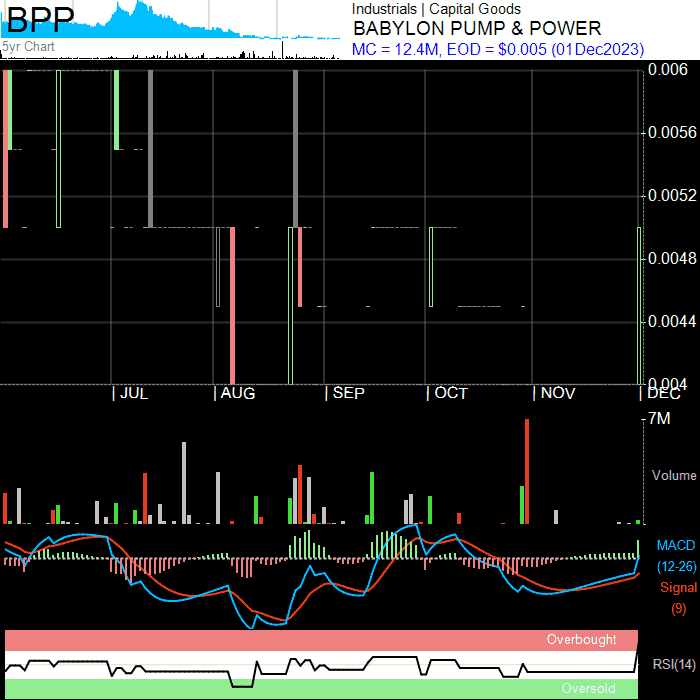 BPP
5yr Chart
Industrials | Capital Goods
BABYLON PUMP & POWER
MC = 12.4M, EOD = $0.005 (01Dec2023)
0.006
0.0056
0.0052
0.0048
0.0044
0.004
JUL
AUG
SEP
OCT
NOV
DEC
7M
Volume
MACD
(12-26)
Signal
(9)
Overbought
RSI(14)
Oversold